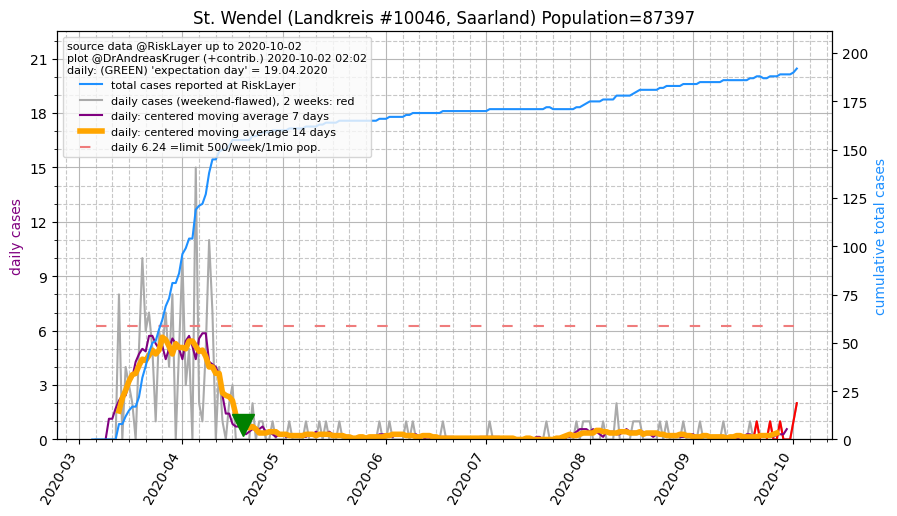 St. Wendel (Landkreis #10046, Saarland) Population=87397
source data @RiskLayer up to 2020-10-02
plot @DrAndreasKruger (+contrib.) 2020-10-02 02:02
daily: (GREEN) 'expectation day' = 19.04.2020
total cases reported at RiskLayer
daily cases (weekend-flawed), 2 weeks: red
daily: centered moving average 7 days
daily: centered moving average 14 days
daily 6.24 =limit 500/week/1mio pop.
daily cases
21
18
15
12
9
6
3
0
cumulative total cases
200
175
150
125
100
75
50
25
0
2020-03
2020-04
2020-05
2020-06
2020-07
2020-08
2020-09
2020-10